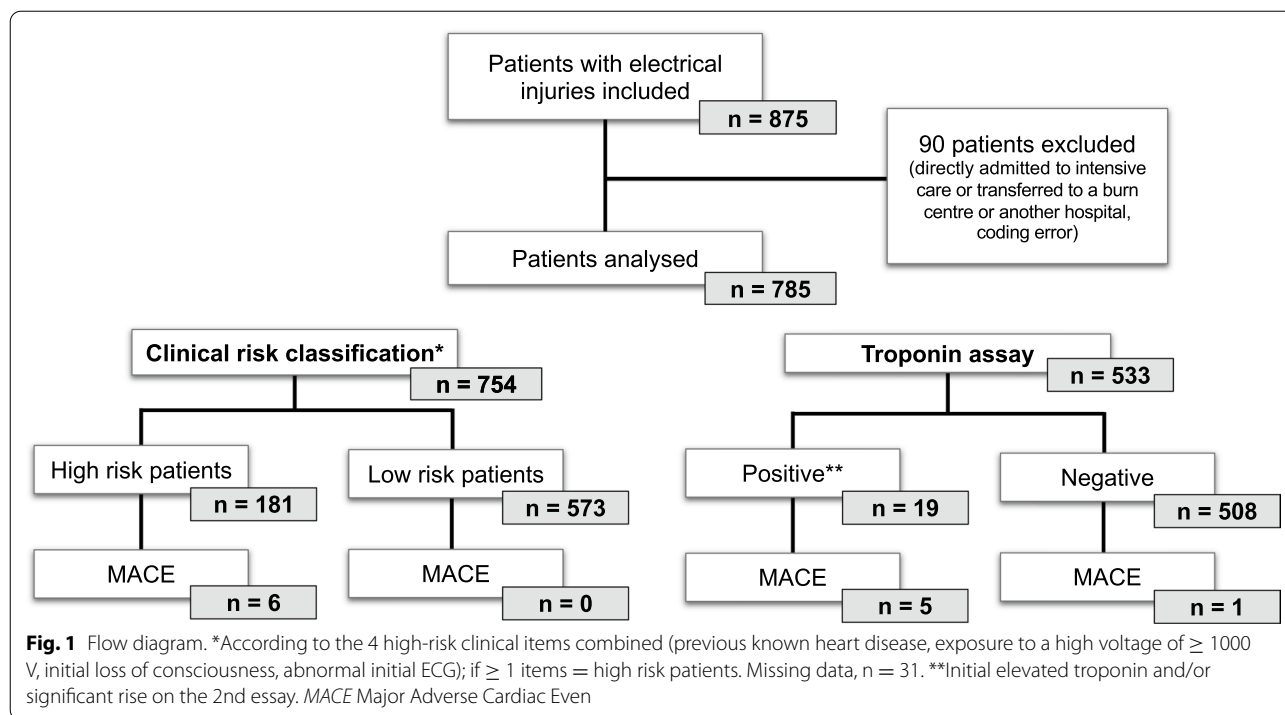 Patients with electrical
injuries included
n = 875
90 patients excluded
(directly admitted to intensive
care or transferred to a burn
centre or another hospital,
coding error)
Patients analysed
n = 785
Clinical risk classification*
n = 754
Troponin assay
n = 533
High risk patients
n = 181
Low risk patients
n = 573
Positive**
n = 19
Negative
n = 508
MACE
n = 6
MACE
n = 0
MACE
n = 5
MACE
n = 1
Fig. 1 Flow diagram. *According to the 4 high-risk clinical items combined (previous known heart disease, exposure to a high voltage of ≥ 1000
V, initial loss of consciousness, abnormal initial ECG); if ≥ 1 items = high risk patients. Missing data, n = 31. **Initial elevated troponin and/or
significant rise on the 2nd essay. MACE Major Adverse Cardiac Even